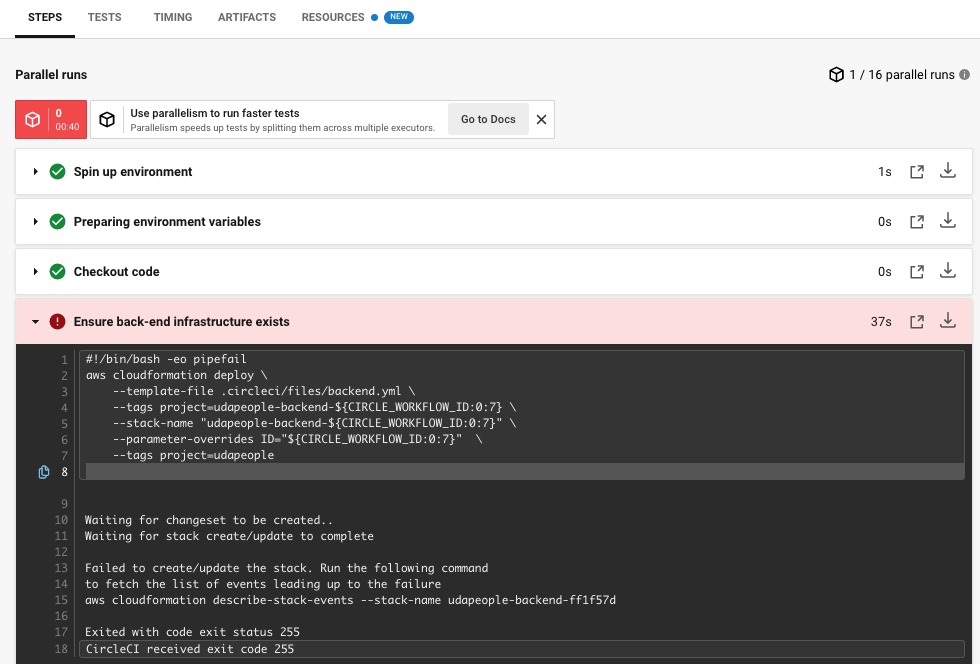 STEPS TESTS TIMING ARTIFACTS RESOURCES NEW
Parallel runs
1 / 16 parallel runs
0
00:40
Use parallelism to run faster tests
Parallelism speeds up tests by splitting them across multiple executors.
Go to Docs
Spin up environment 1s
Preparing environment variables 0s
Checkout code 0s
Ensure back-end infrastructure exists 37s
1 #!/bin/bash -eo pipefail
2 aws cloudformation deploy \
3 --template-file .circleci/files/backend.yml \
4 --tags project=udapeople-backend-${CIRCLE_WORKFLOW_ID:0:7} \
5 --stack-name "udapeople-backend-${CIRCLE_WORKFLOW_ID:0:7}" \
6 --parameter-overrides ID="${CIRCLE_WORKFLOW_ID:0:7}"  \
7 --tags project=udapeople
8
9
10 Waiting for changeset to be created..
11 Waiting for stack create/update to complete
12
13 Failed to create/update the stack. Run the following command
14 to fetch the list of events leading up to the failure
15 aws cloudformation describe-stack-events --stack-name udapeople-backend-ff1f57d
16
17 Exited with code exit status 255
18 CircleCI received exit code 255